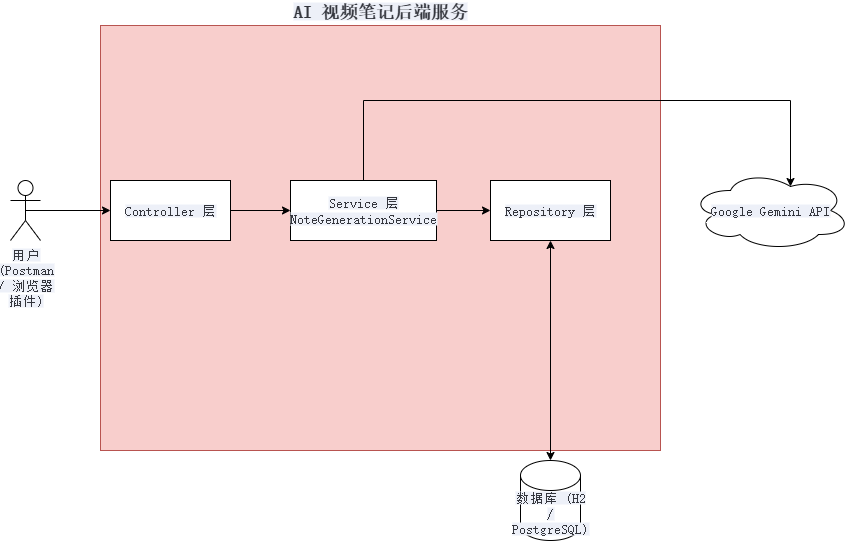 AI 视频笔记后端服务
Controller 层
Service 层
NoteGenerationService
Repository 层
Google Gemini API
用户
(Postman
/ 浏览器
插件)
数据库 (H2
/
PostgreSQL)